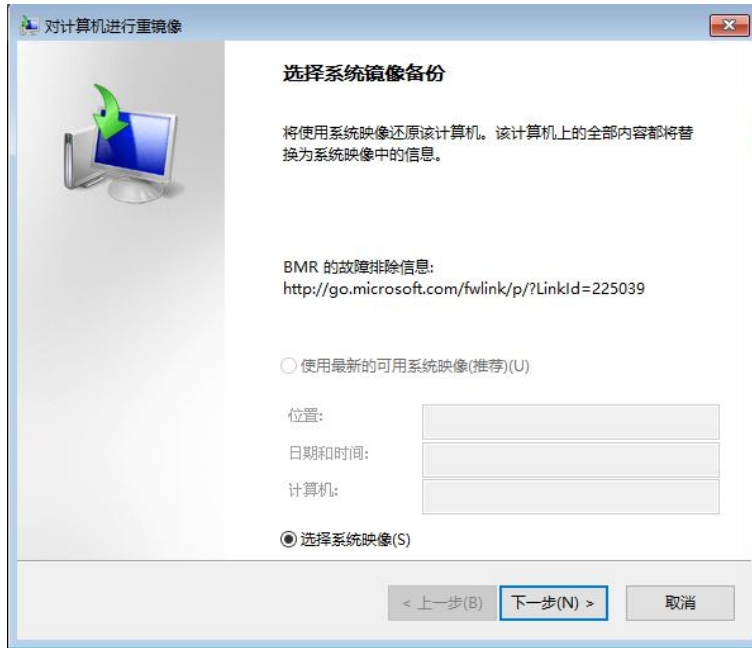 对计算机进行重镜像
选择系统镜像备份
将使用系统映像还原该计算机。该计算机上的全部内容都将替
换为系统映像中的信息。
BMR 的故障排除信息:
http://go.microsoft.com/fwlink/p/?LinkId=225039
使用最新的可用系统映像(推荐)(U)
位置:
日期和时间:
计算机:
选择系统映像(S)
< 上一步(B) 下一步(N) > 取消